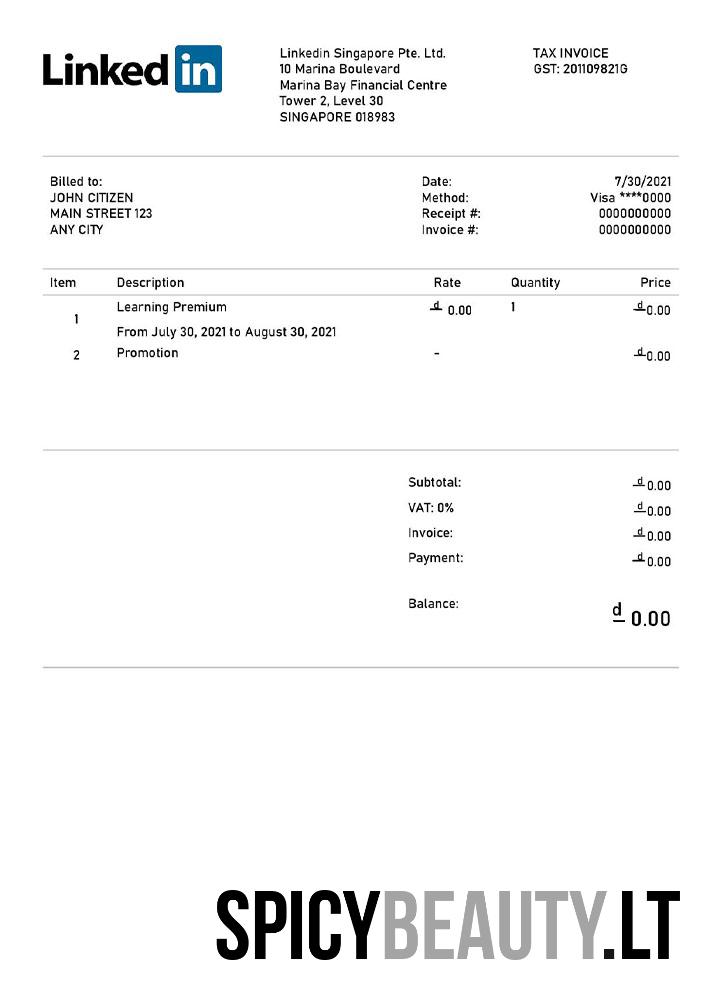 Linked in
Linkedin Singapore Pte. Ltd.
10 Marina Boulevard
Marina Bay Financial Centre
Tower 2, Level 30
SINGAPORE 018983
TAX INVOICE
GST: 201109821G
Billed to:
JOHN CITIZEN
MAIN STREET 123
ANY CITY
Date: 7/30/2021
Method: Visa ****0000
Receipt #: 0000000000
Invoice #: 0000000000
Item Description Rate Quantity Price
1 Learning Premium ₫ 0.00 1 ₫0.00
From July 30, 2021 to August 30, 2021
2 Promotion - ₫0.00
Subtotal: ₫0.00
VAT: 0% ₫0.00
Invoice: ₫0.00
Payment: ₫0.00
Balance: ₫ 0.00
SPICYBEAUTY.LT